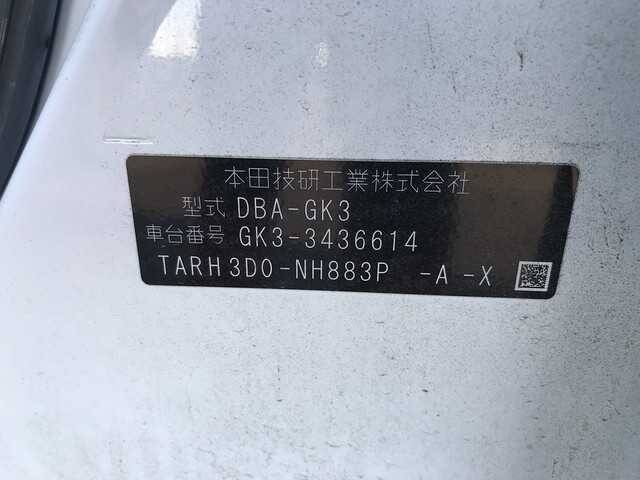 本田技研工業株式会社
型式 DBA-GK3
車台番号 GK3-3436614
TARH3D0-NH883P -A -X